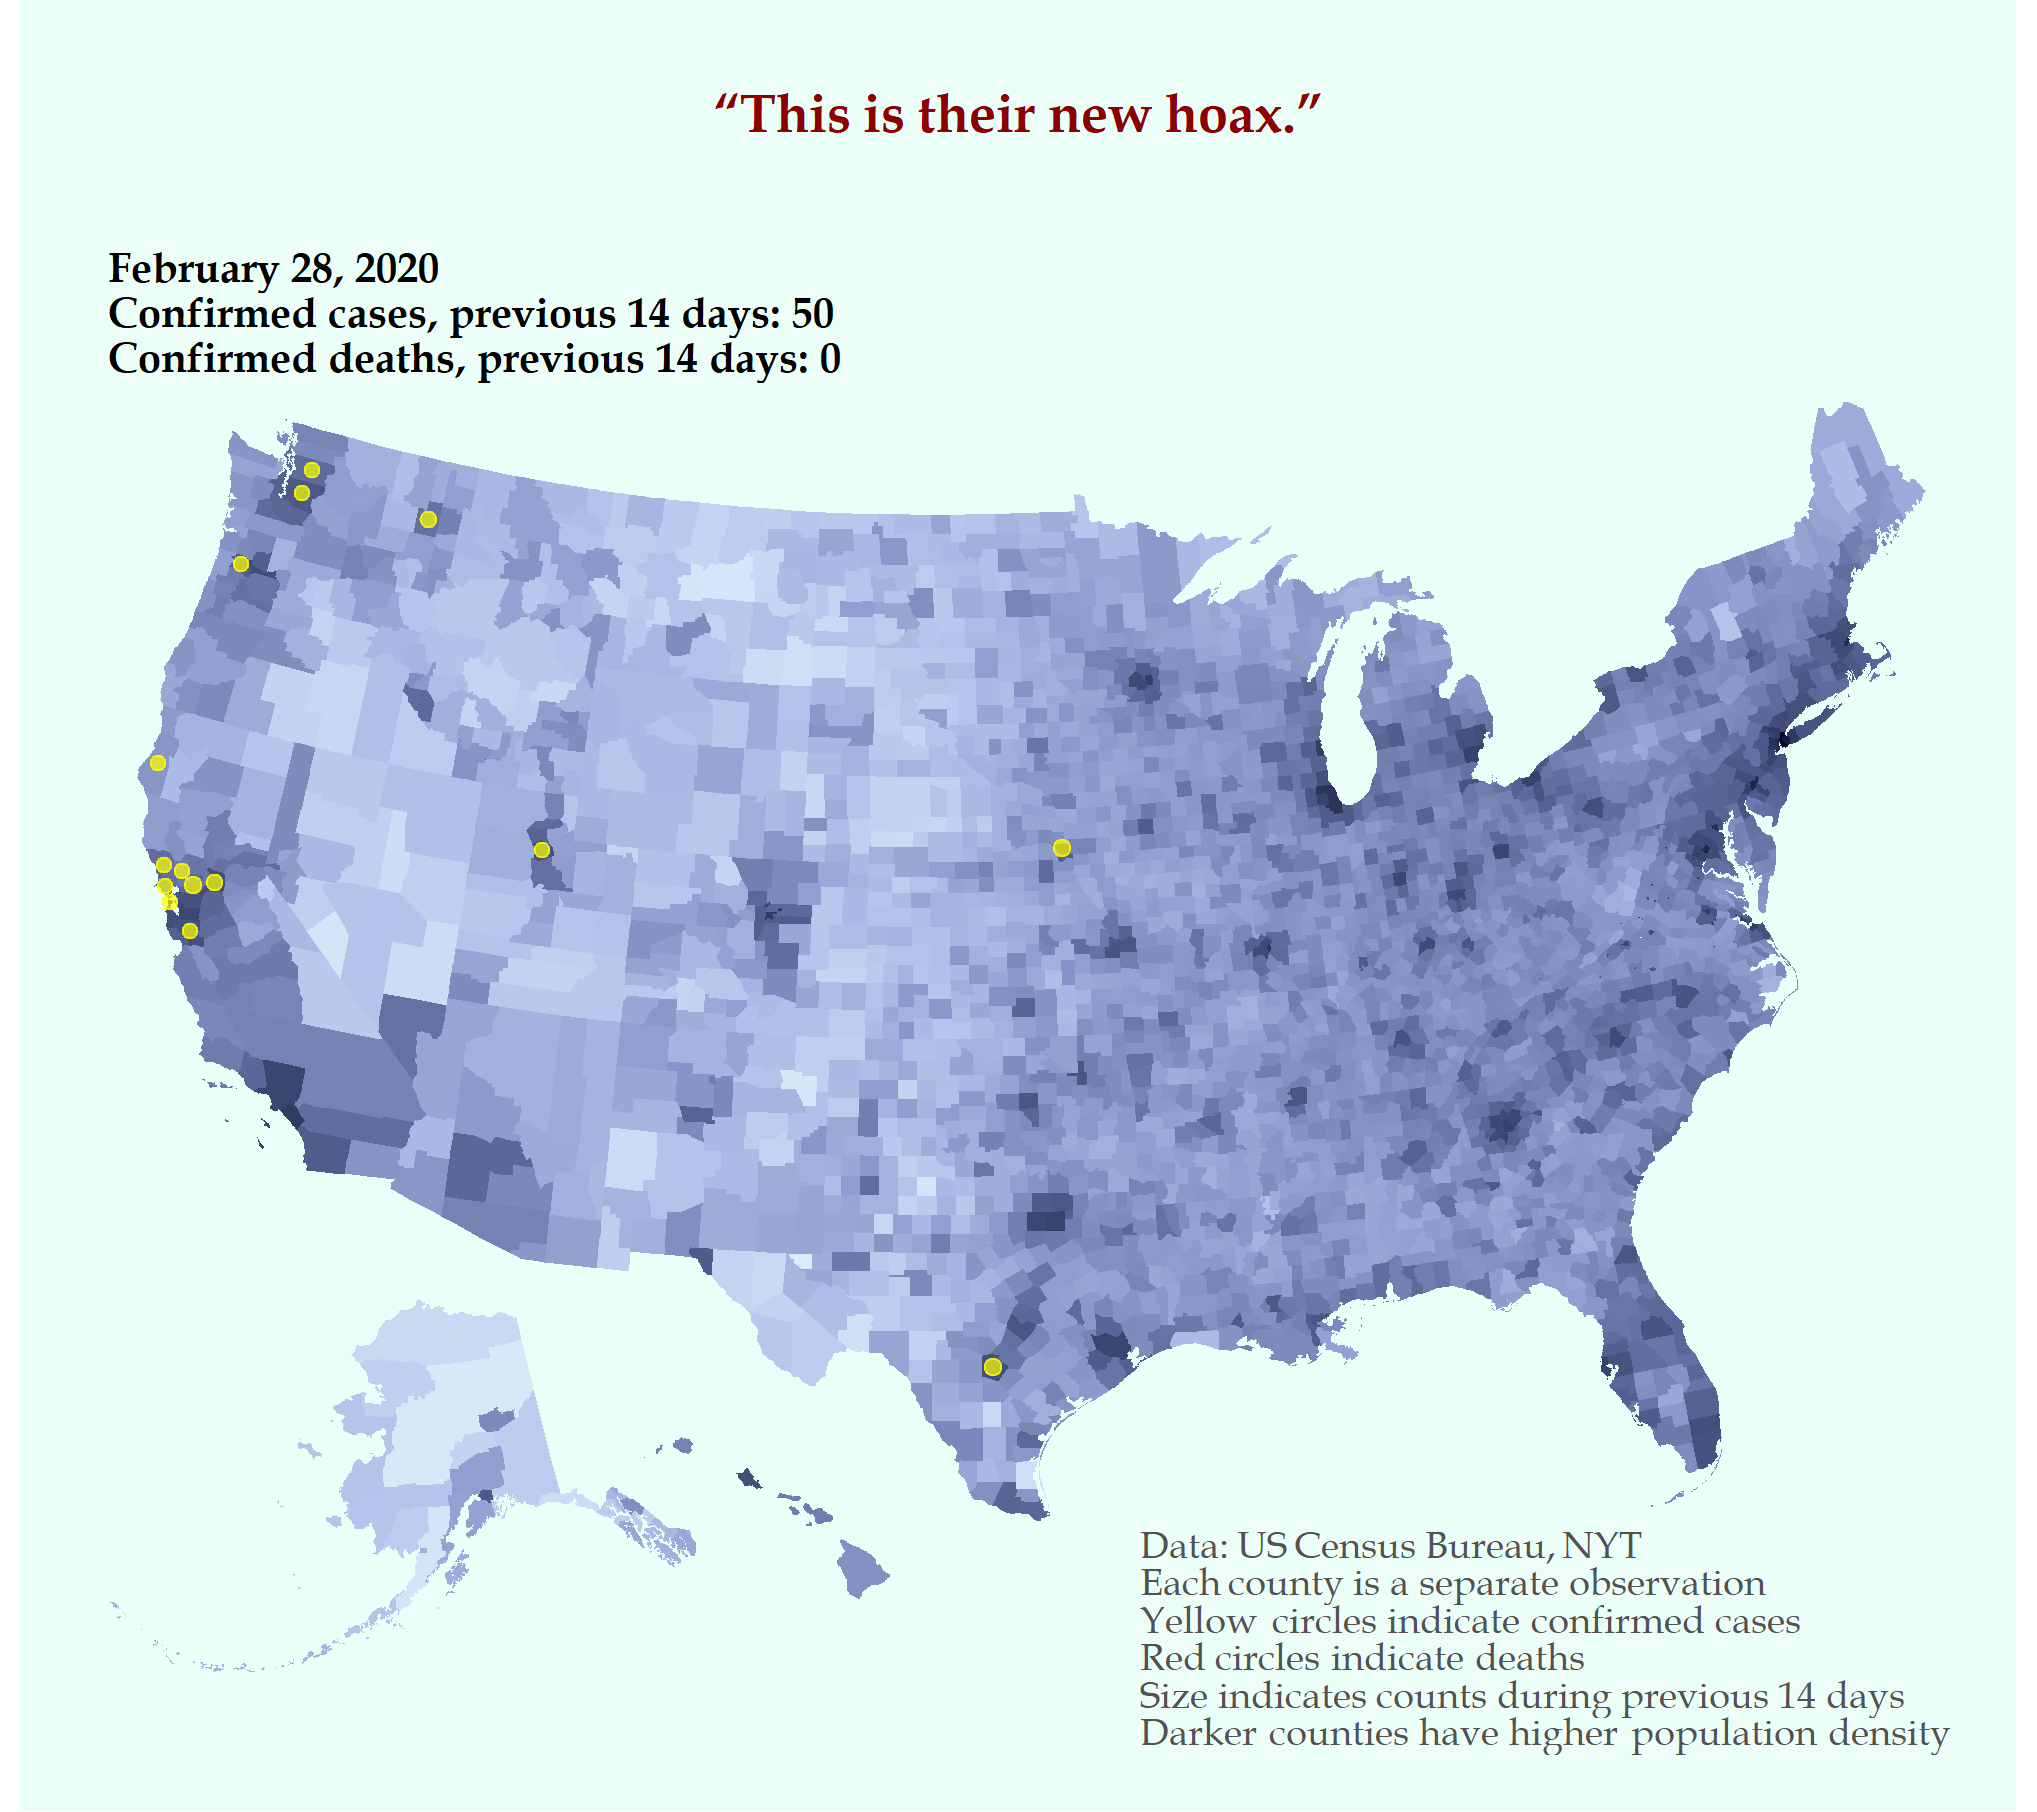 “This is their new hoax.”
February 28, 2020
Confirmed cases, previous 14 days: 50
Confirmed deaths, previous 14 days: 0
Data: US Census Bureau, NYT
Each county is a separate observation
Yellow circles indicate confirmed cases
Red circles indicate deaths
Size indicates counts during previous 14 days
Darker counties have higher population density